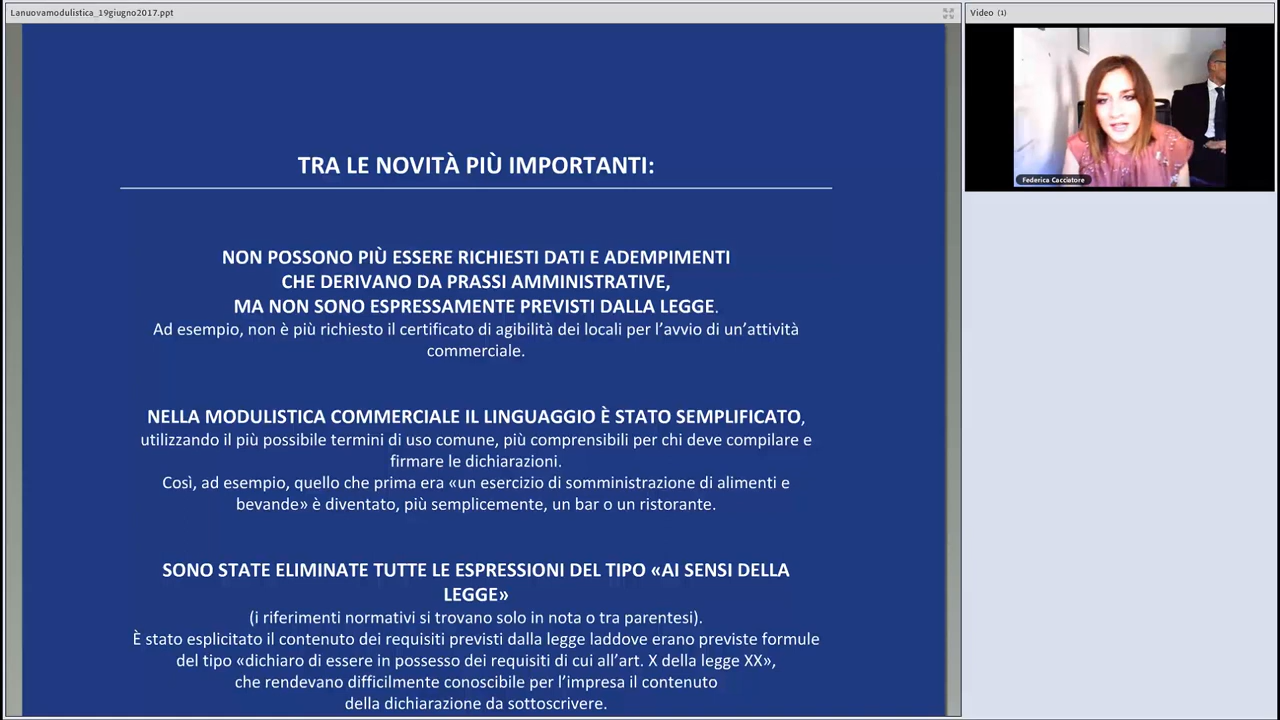 Lanuovamodulistica_19giugno2017.ppt
Video (1)
Federica Cacciatore
TRA LE NOVITÀ PIÙ IMPORTANTI:
NON POSSONO PIÙ ESSERE RICHIESTI DATI E ADEMPIMENTI
CHE DERIVANO DA PRASSI AMMINISTRATIVE,
MA NON SONO ESPRESSAMENTE PREVISTI DALLA LEGGE.
Ad esempio, non è più richiesto il certificato di agibilità dei locali per l’avvio di un’attività
commerciale.
NELLA MODULISTICA COMMERCIALE IL LINGUAGGIO È STATO SEMPLIFICATO,
utilizzando il più possibile termini di uso comune, più comprensibili per chi deve compilare e
firmare le dichiarazioni.
Così, ad esempio, quello che prima era «un esercizio di somministrazione di alimenti e
bevande» è diventato, più semplicemente, un bar o un ristorante.
SONO STATE ELIMINATE TUTTE LE ESPRESSIONI DEL TIPO «AI SENSI DELLA
LEGGE»
(i riferimenti normativi si trovano solo in nota o tra parentesi).
È stato esplicitato il contenuto dei requisiti previsti dalla legge laddove erano previste formule
del tipo «dichiaro di essere in possesso dei requisiti di cui all’art. X della legge XX»,
che rendevano difficilmente conoscibile per l’impresa il contenuto
della dichiarazione da sottoscrivere.